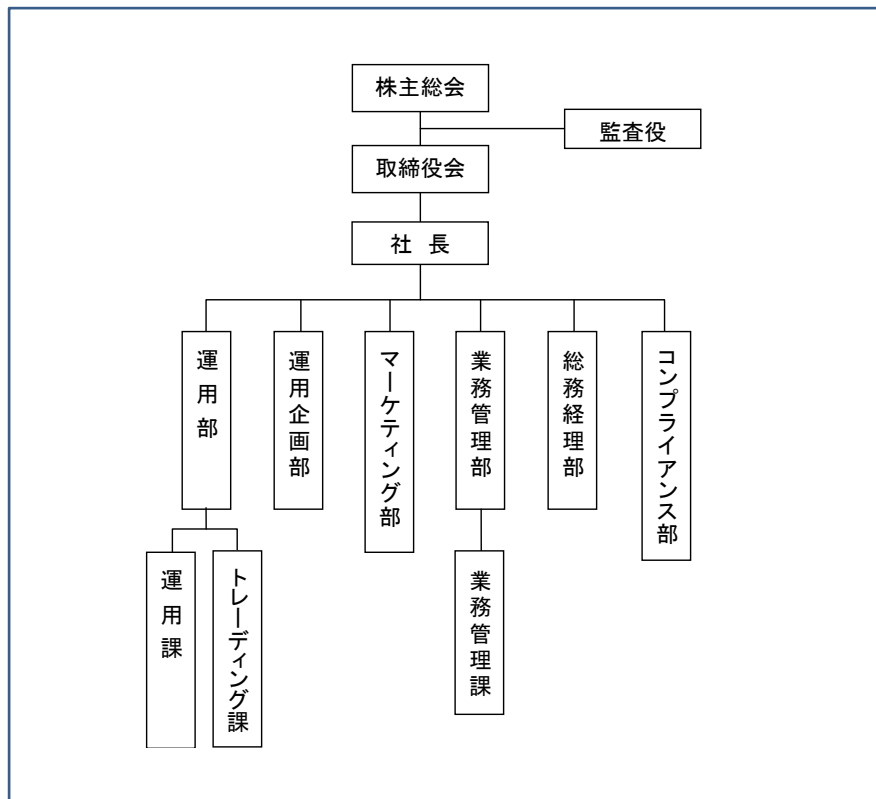 株主総会
監査役
取締役会
社 長
運用部
運用企画部
マーケティング部
業務管理部
総務経理部
コンプライアンス部
運用課
トレーディング課
業務管理課